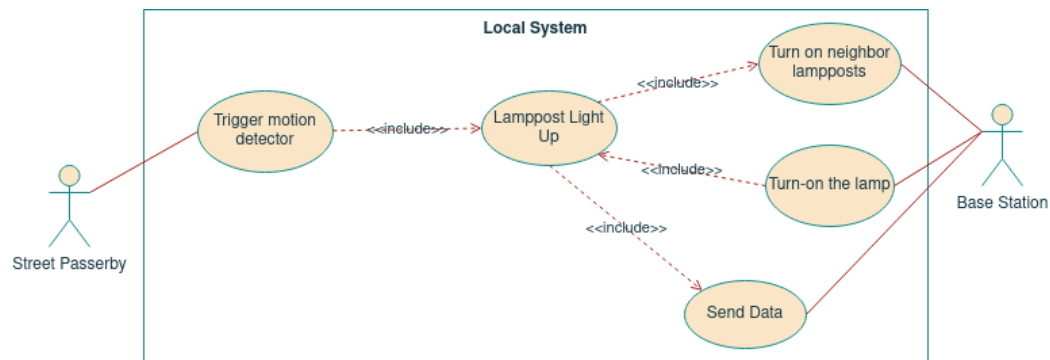 Local System
Turn on neighbor
lampposts
<<include>>
Trigger motion
detector
<<include>>
Lamppost Light
Up
<<include>>
Turn-on the lamp
Base Station
<<include>>
Street Passerby
Send Data